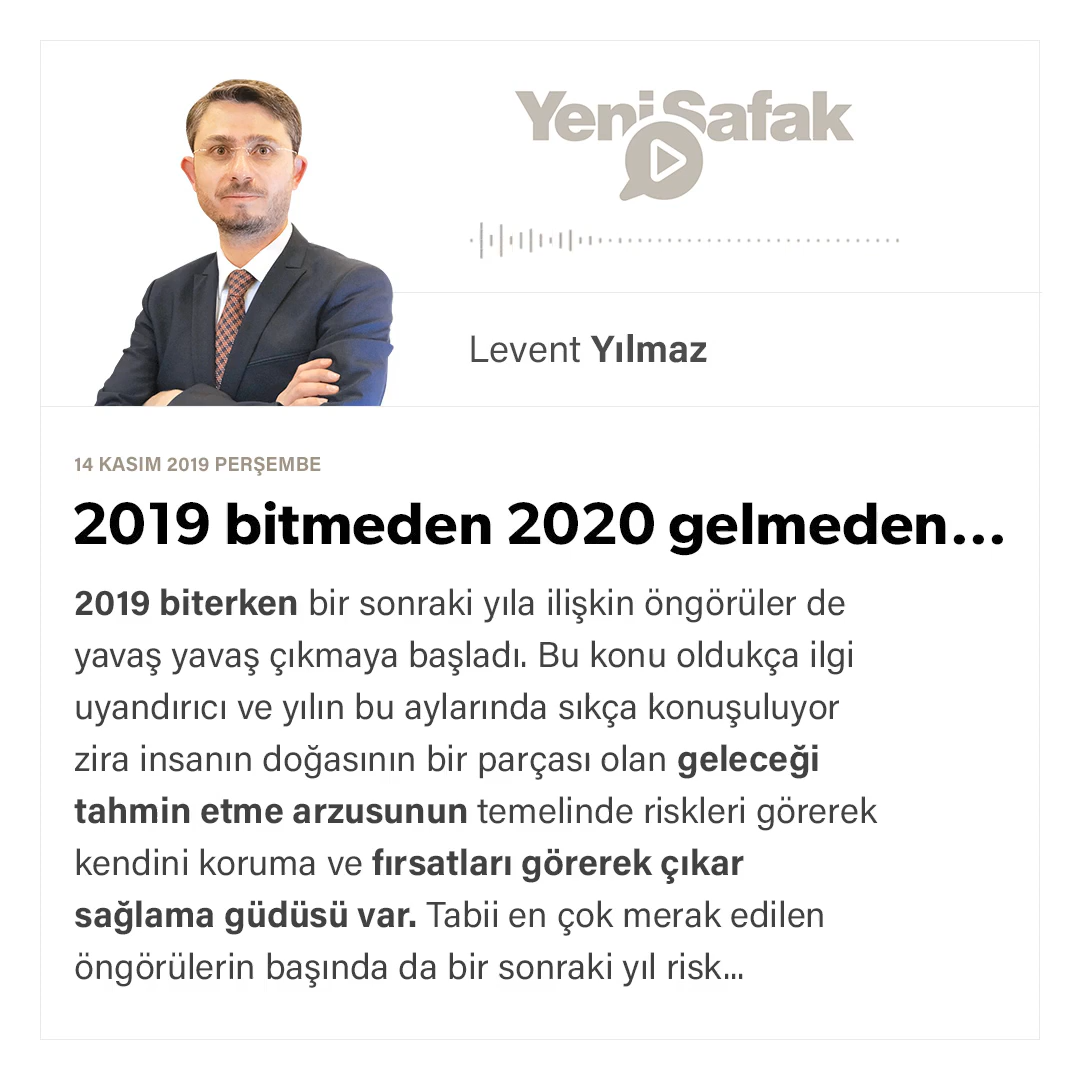 YeniŞafak
Levent Yılmaz
14 KASIM 2019 PERŞEMBE
2019 bitmeden 2020 gelmeden...
2019 biterken bir sonraki yıla ilişkin öngörüler de
yavaş yavaş çıkmaya başladı. Bu konu oldukça ilgi
uyandırıcı ve yılın bu aylarında sıkça konuşuluyor
zira insanın doğasının bir parçası olan geleceği
tahmin etme arzusunun temelinde riskleri görerek
kendini koruma ve fırsatları görerek çıkar
sağlama güdüsü var. Tabii en çok merak edilen
öngörülerin başında da bir sonraki yıl risk...